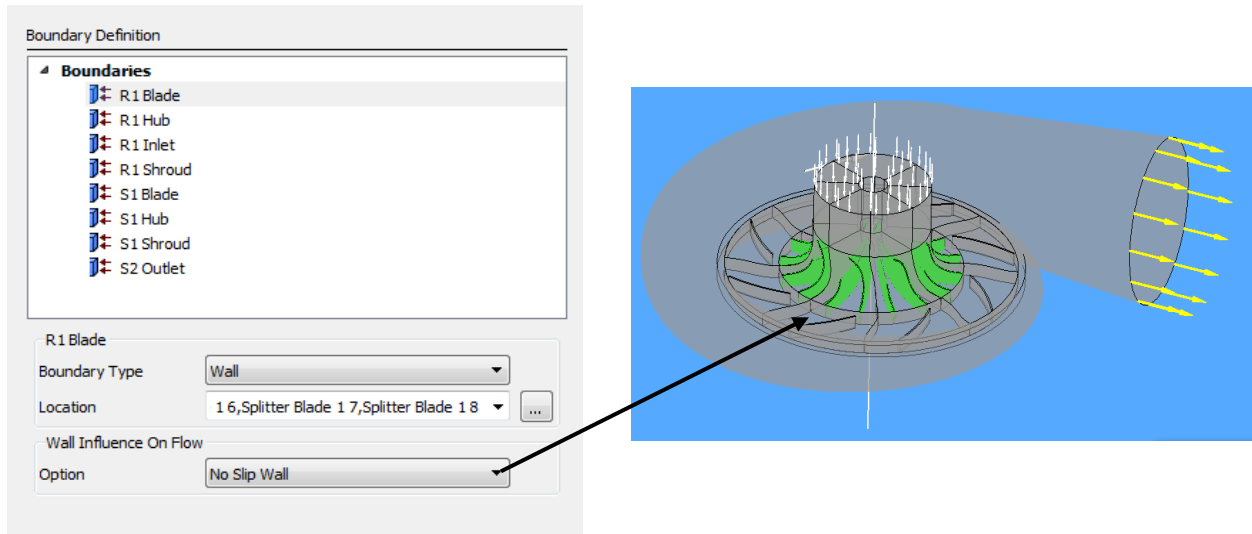 Boundary Definition
Boundaries
R1 Blade
R1 Hub
R1 Inlet
R1 Shroud
S1 Blade
S1 Hub
S1 Shroud
S2 Outlet
R1 Blade
Boundary Type Wall
Location 1 6,Splitter Blade 1 7,Splitter Blade 1 8 ...
Wall Influence On Flow
Option No Slip Wall